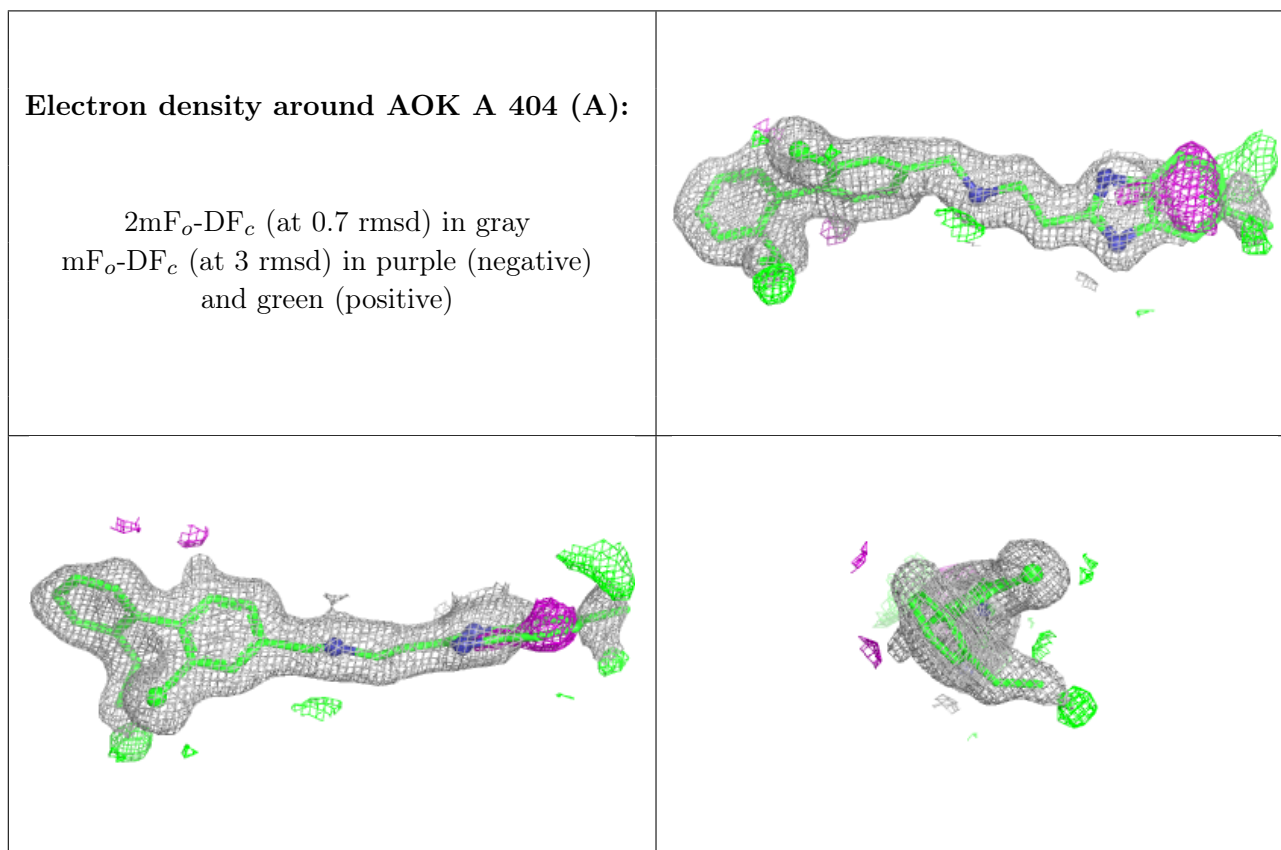 Electron density around AOK A 404 (A):
2mFo-DFc (at 0.7 rmsd) in gray
mFo-DFc (at 3 rmsd) in purple (negative)
and green (positive)